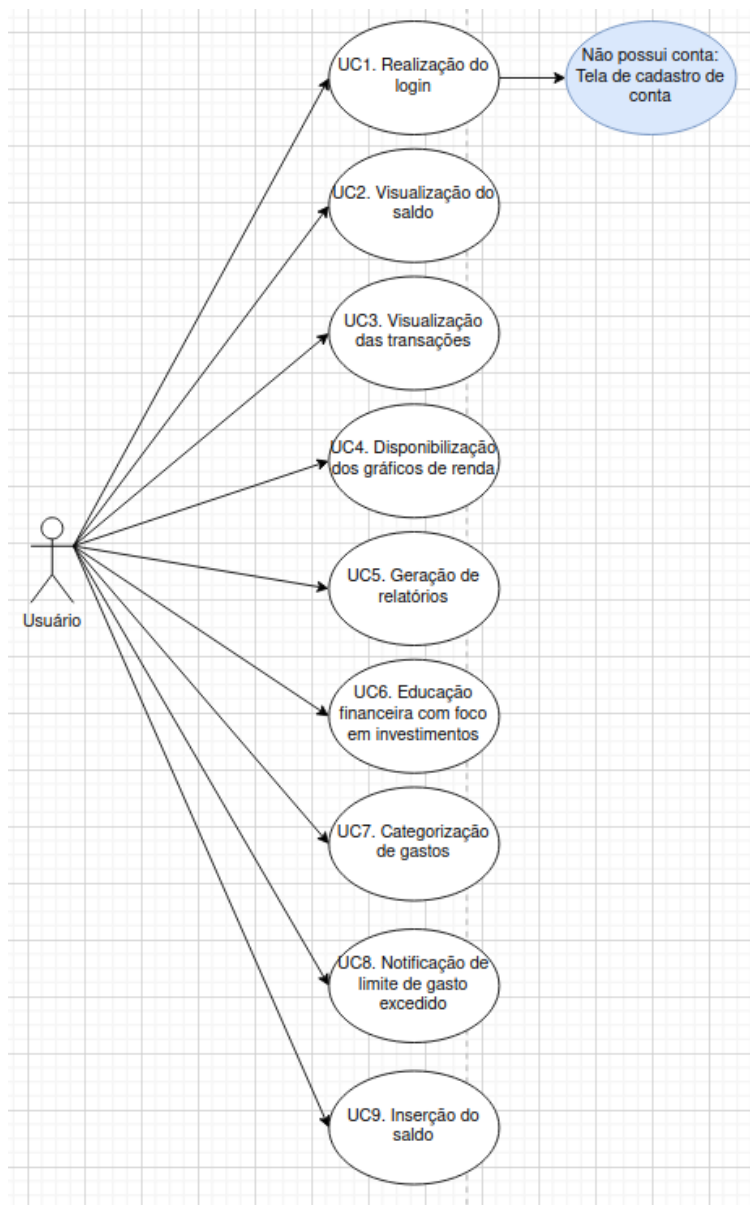 UC1. Realização do
login
Não possui conta:
Tela de cadastro de
conta
UC2. Visualização do
saldo
UC3. Visualização
das transações
UC4. Disponibilização
dos gráficos de renda
UC5. Geração de
relatórios
Usuário
UC6. Educação
financeira com foco
em investimentos
UC7. Categorização
de gastos
UC8. Notificação de
limite de gasto
excedido
UC9. Inserção do
saldo